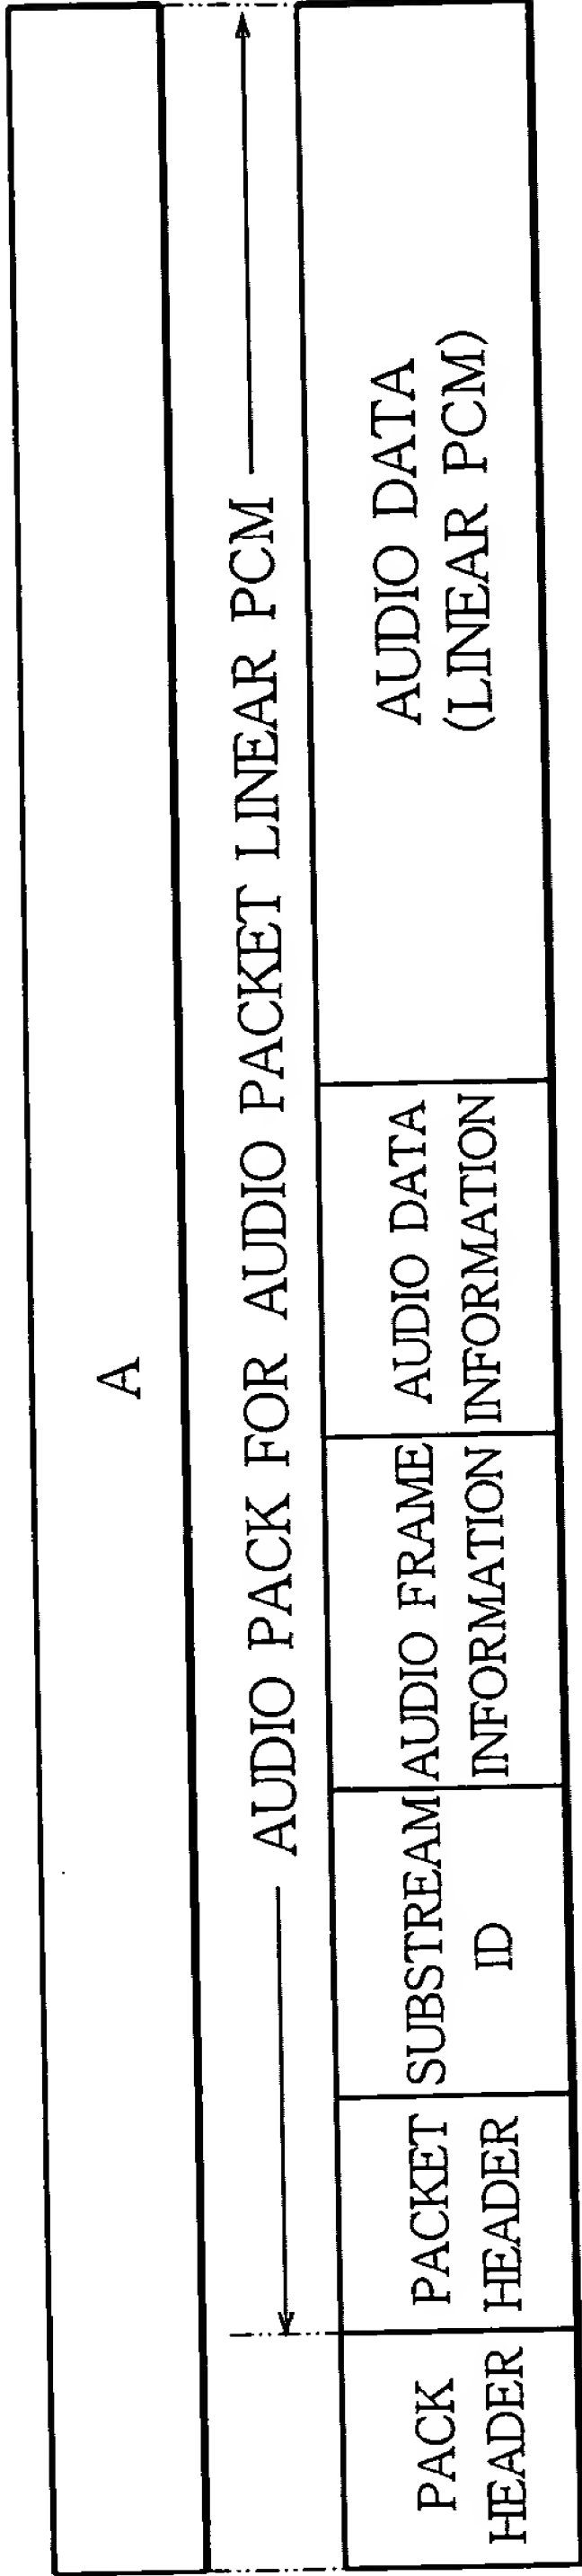 A
AUDIO PACK FOR AUDIO PACKET LINEAR PCM
PACK
HEADER
PACKET
HEADER
SUBSTREAM
ID
AUDIO FRAME
INFORMATION
AUDIO DATA
INFORMATION
AUDIO DATA
(LINEAR PCM)